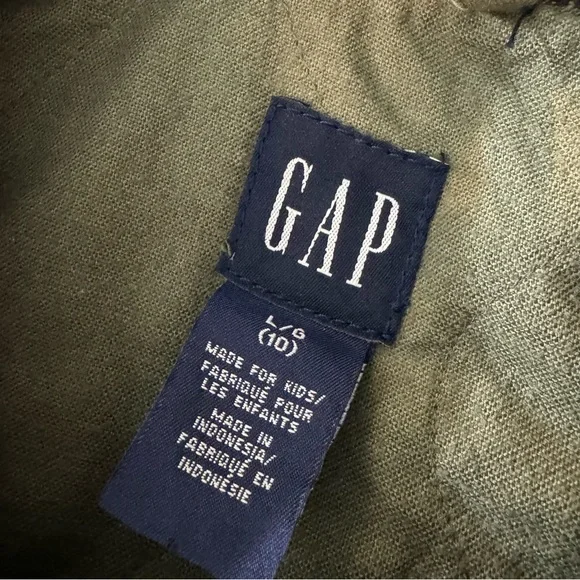 GAP
L/G
(10)
MADE FOR KIDS/
FABRIQUÉ POUR
LES ENFANTS
MADE IN
INDONESIA/
FABRIQUÉ EN
INDONÉSIE